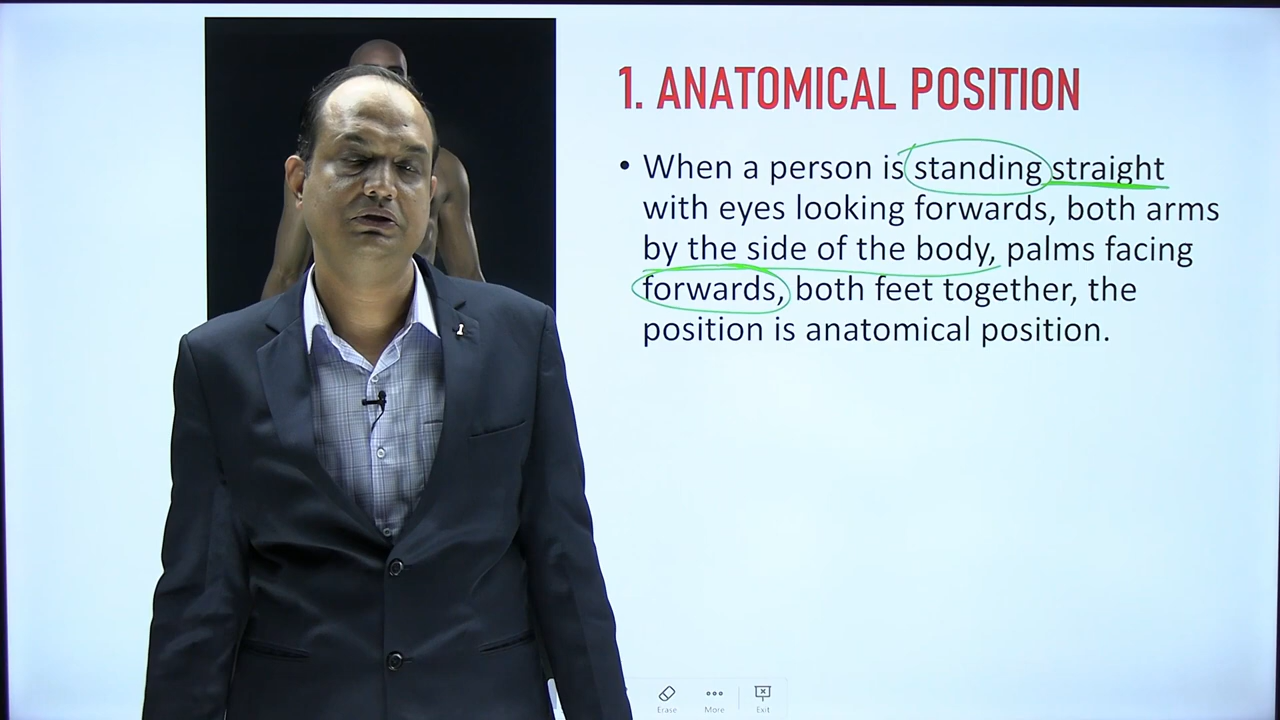 1. ANATOMICAL POSITION
• When a person is standing straight
with eyes looking forwards, both arms
by the side of the body, palms facing
forwards, both feet together, the
position is anatomical position.
Erase More Exit